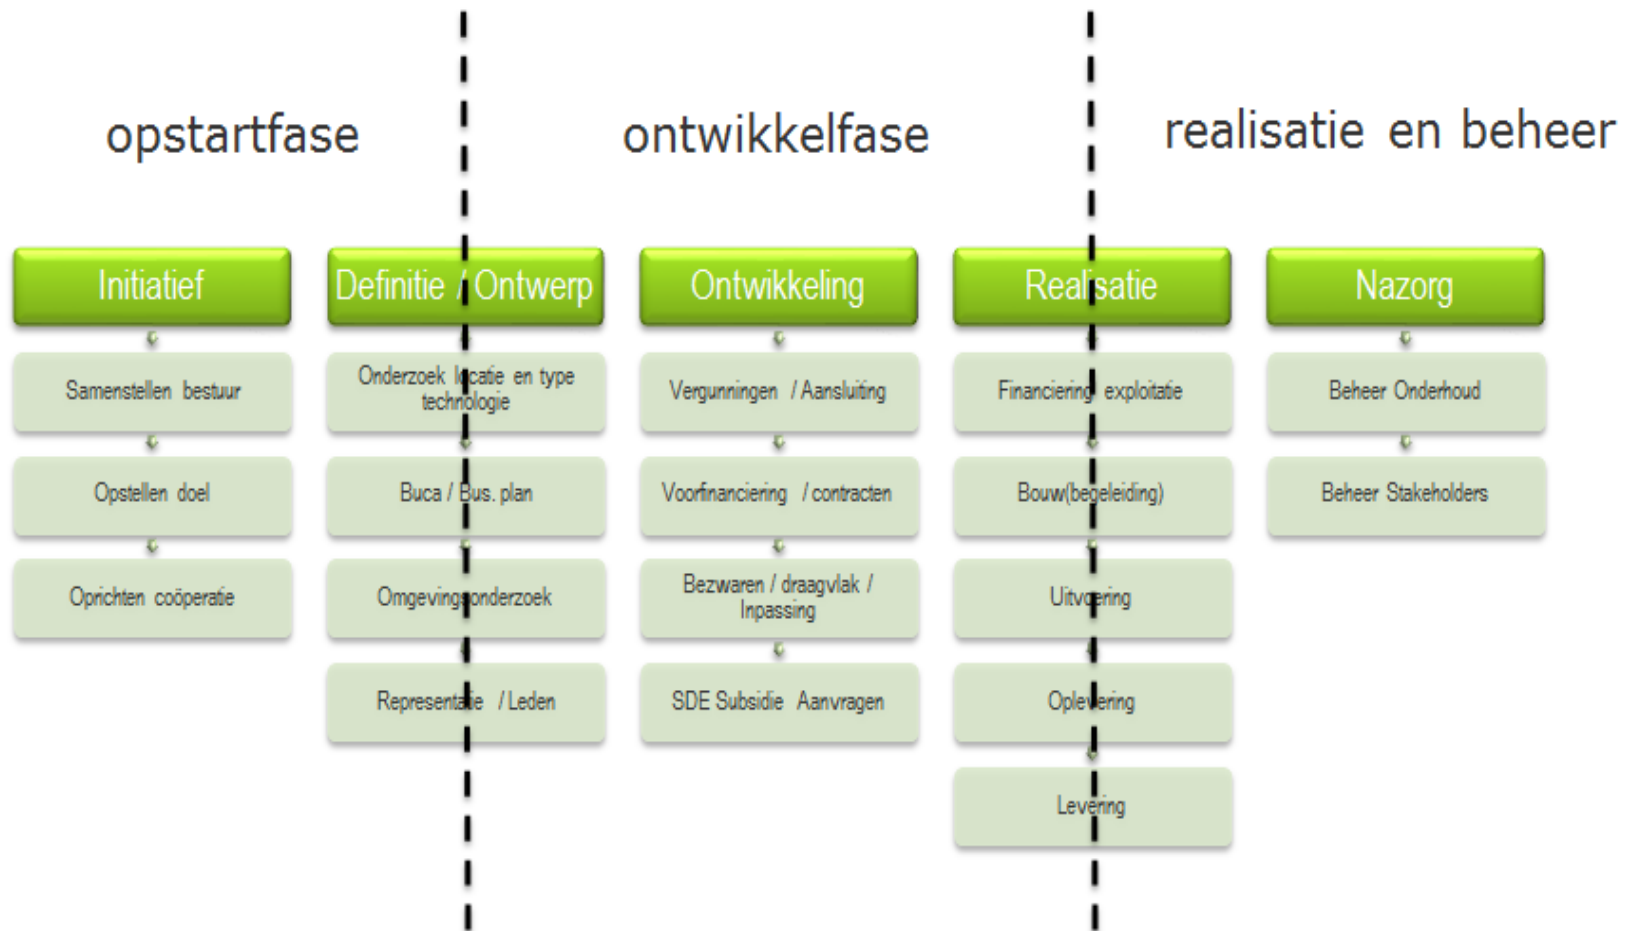 opstartfase
ontwikkelfase
realisatie en beheer
Initiatief
Samenstellen bestuur
Opstellen doel
Oprichten coöperatie
Definitie / Ontwerp
Onderzoek locatie en type
technologie
Buca / Bus. plan
Omgevingsonderzoek
Representatie / Leden
Ontwikkeling
Vergunningen / Aansluiting
Voorfinanciering / contracten
Bezwaren / draagvlak /
Inpassing
SDE Subsidie Aanvragen
Realisatie
Financiering exploitatie
Bouw(begeleiding)
Uitvoering
Oplevering
Levering
Nazorg
Beheer Onderhoud
Beheer Stakeholders